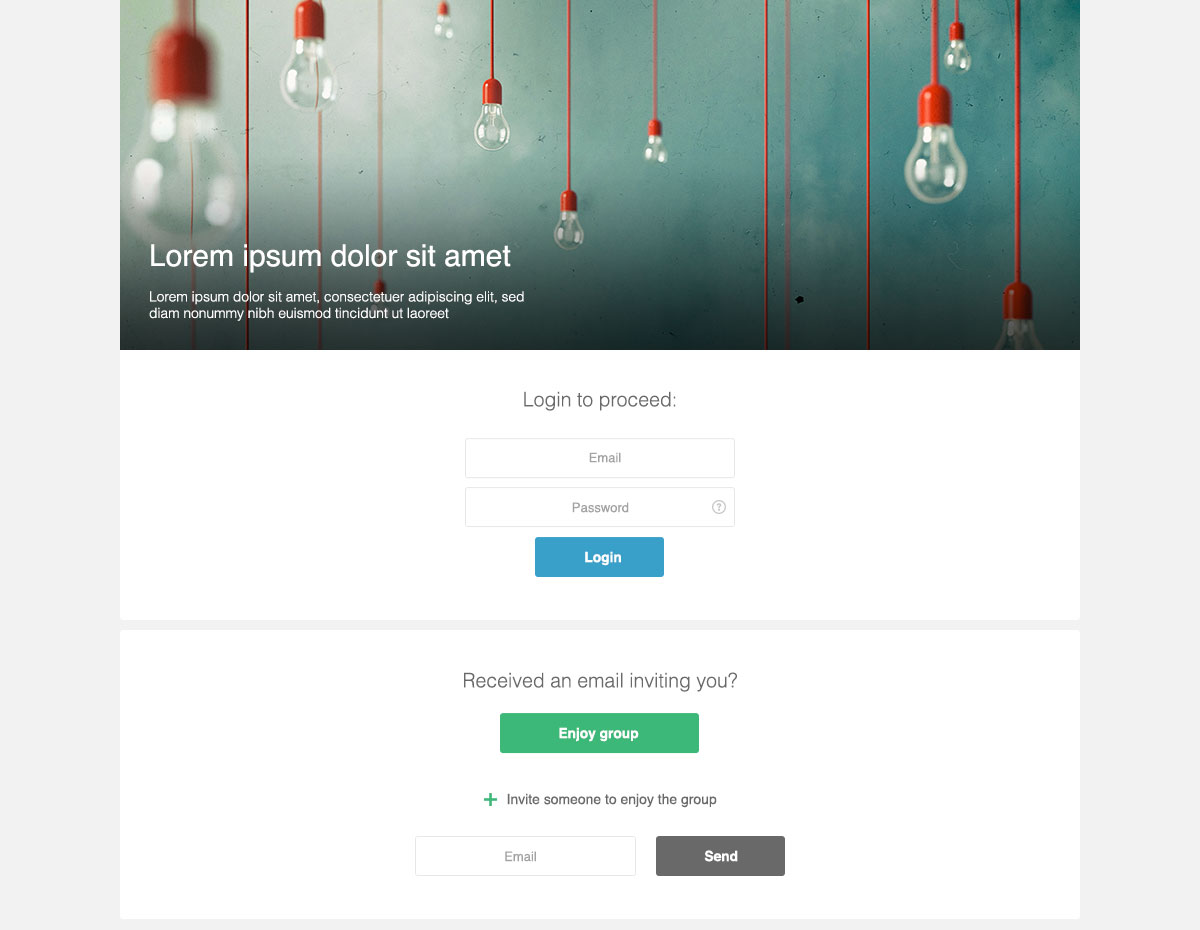 Lorem ipsum dolor sit amet
Lorem ipsum dolor sit amet, consectetuer adipiscing elit, sed
diam nonummy nibh euismod tincidunt ut laoreet
Login to proceed:
Email
Password ?
Login
Received an email inviting you?
Enjoy group
+ Invite someone to enjoy the group
Email Send